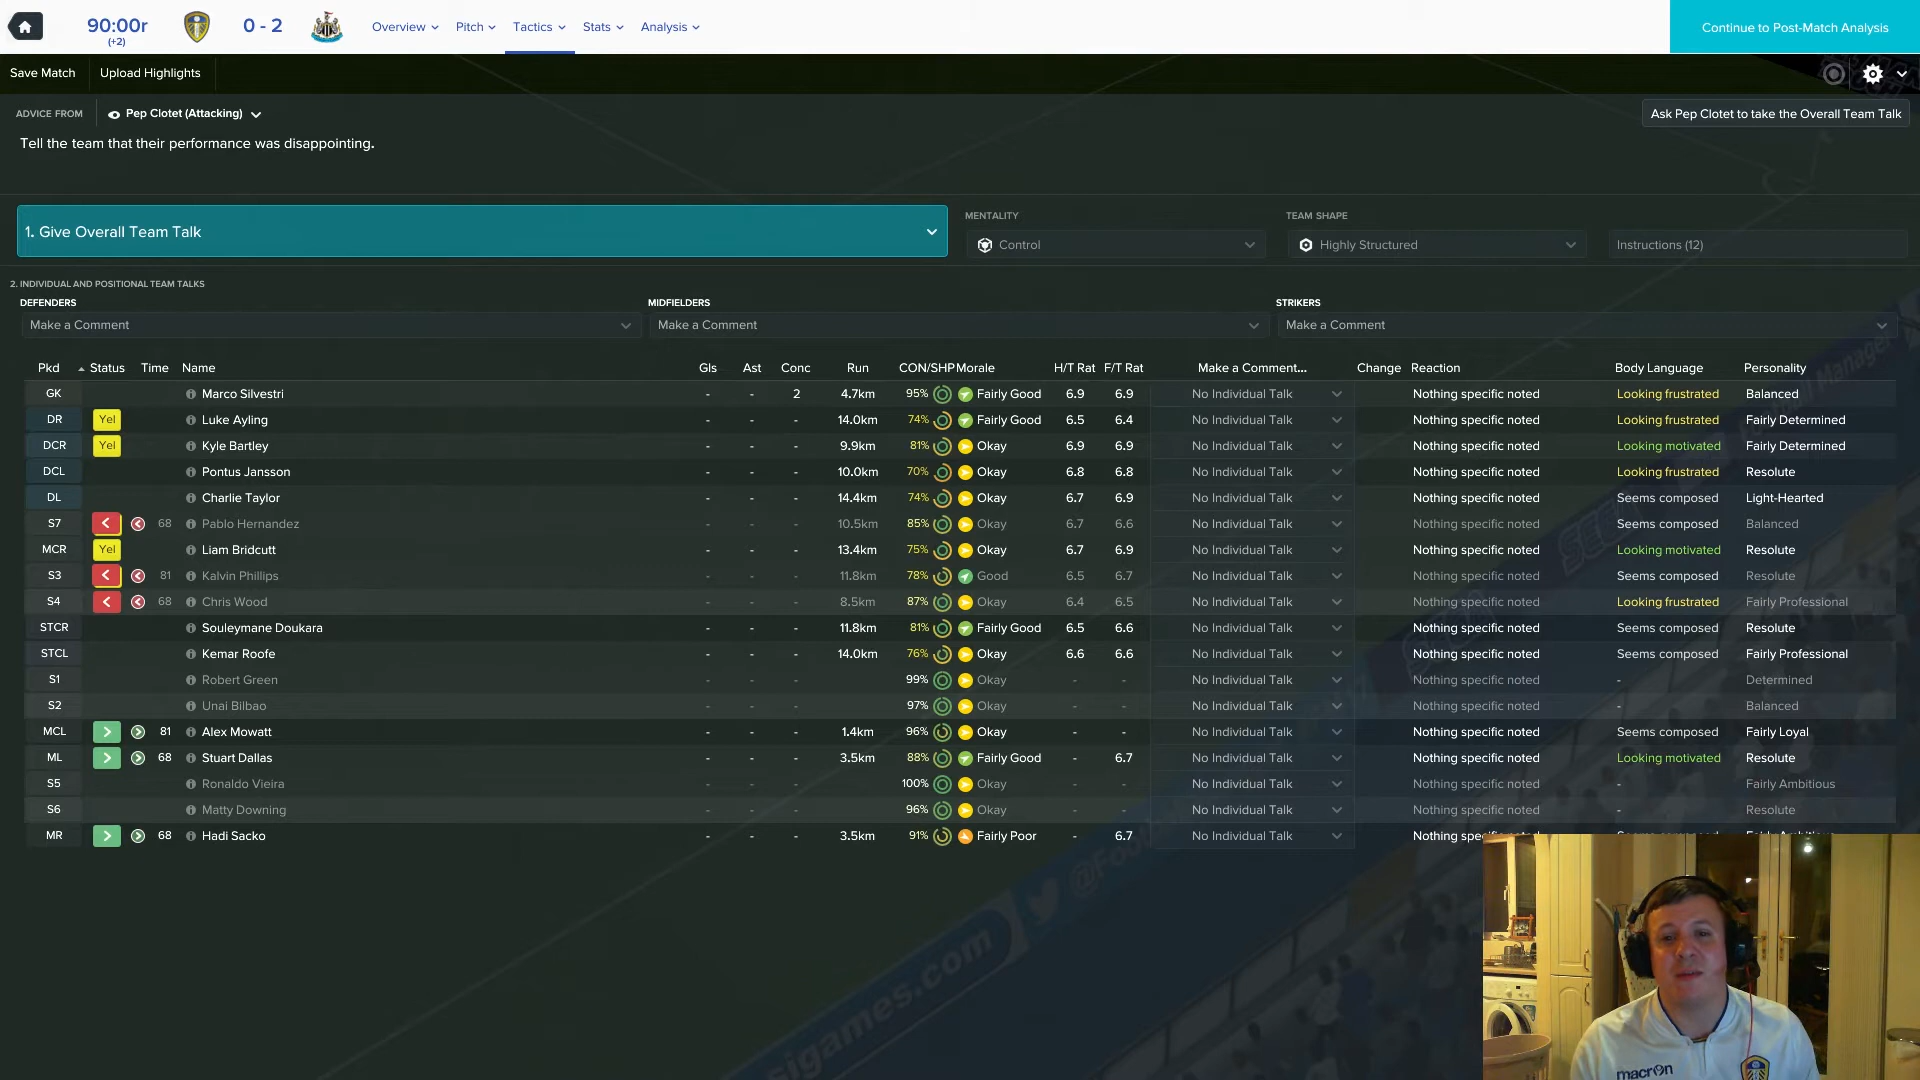 90:00r
(+2)
0 - 2
Overview Pitch Tactics Stats Analysis
Continue to Post-Match Analysis
Save Match Upload Highlights
ADVICE FROM Pep Clotet (Attacking)
Ask Pep Clotet to take the Overall Team Talk
Tell the team that their performance was disappointing.
1. Give Overall Team Talk
MENTALITY
Control
TEAM SHAPE
Highly Structured
Instructions (12)
2. INDIVIDUAL AND POSITIONAL TEAM TALKS
DEFENDERS MIDFIELDERS STRIKERS
Make a Comment Make a Comment Make a Comment
Pkd Status Time Name Gls Ast Conc Run CON/SHP Morale H/T Rat F/T Rat Make a Comment... Change Reaction Body Language Personality
GK Marco Silvestri - - 2 4.7km 95% Fairly Good 6.9 6.9 No Individual Talk Nothing specific noted Looking frustrated Balanced
DR Yel Luke Ayling - - - 14.0km 74% Fairly Good 6.5 6.4 No Individual Talk Nothing specific noted Looking frustrated Fairly Determined
DCR Yel Kyle Bartley - - - 9.9km 81% Okay 6.9 6.9 No Individual Talk Nothing specific noted Looking motivated Fairly Determined
DCL Pontus Jansson - - - 10.0km 70% Okay 6.8 6.8 No Individual Talk Nothing specific noted Looking frustrated Resolute
DL Charlie Taylor - - - 14.4km 74% Okay 6.7 6.9 No Individual Talk Nothing specific noted Seems composed Light-Hearted
S7 68 Pablo Hernandez - - - 10.5km 85% Okay 6.7 6.6 No Individual Talk Nothing specific noted Seems composed Balanced
MCR Yel Liam Bridcutt - - - 13.4km 75% Okay 6.7 6.9 No Individual Talk Nothing specific noted Looking motivated Resolute
S3 81 Kalvin Phillips - - - 11.8km 78% Good 6.5 6.7 No Individual Talk Nothing specific noted Seems composed Resolute
S4 68 Chris Wood - - - 8.5km 87% Okay 6.4 6.5 No Individual Talk Nothing specific noted Looking frustrated Fairly Professional
STCR Souleymane Doukara - - - 11.8km 81% Fairly Good 6.5 6.6 No Individual Talk Nothing specific noted Seems composed Resolute
STCL Kemar Roofe - - - 14.0km 76% Okay 6.6 6.6 No Individual Talk Nothing specific noted Seems composed Fairly Professional
S1 Robert Green - - - 99% Okay - - No Individual Talk Nothing specific noted - Determined
S2 Unai Bilbao - - - 97% Okay - - No Individual Talk Nothing specific noted - Balanced
MCL 81 Alex Mowatt - - - 1.4km 96% Okay - - No Individual Talk Nothing specific noted Seems composed Fairly Loyal
ML 68 Stuart Dallas - - - 3.5km 88% Fairly Good - 6.7 No Individual Talk Nothing specific noted Looking motivated Resolute
S5 Ronaldo Vieira - - - 100% Okay - - No Individual Talk Nothing specific noted - Fairly Ambitious
S6 Matty Downing - - - 96% Okay - - No Individual Talk Nothing specific noted - Resolute
MR 68 Hadi Sacko - - - 3.5km 91% Fairly Poor - 6.7 No Individual Talk Nothing specific noted Seems composed Fairly Ambitious
sigames.com
macron